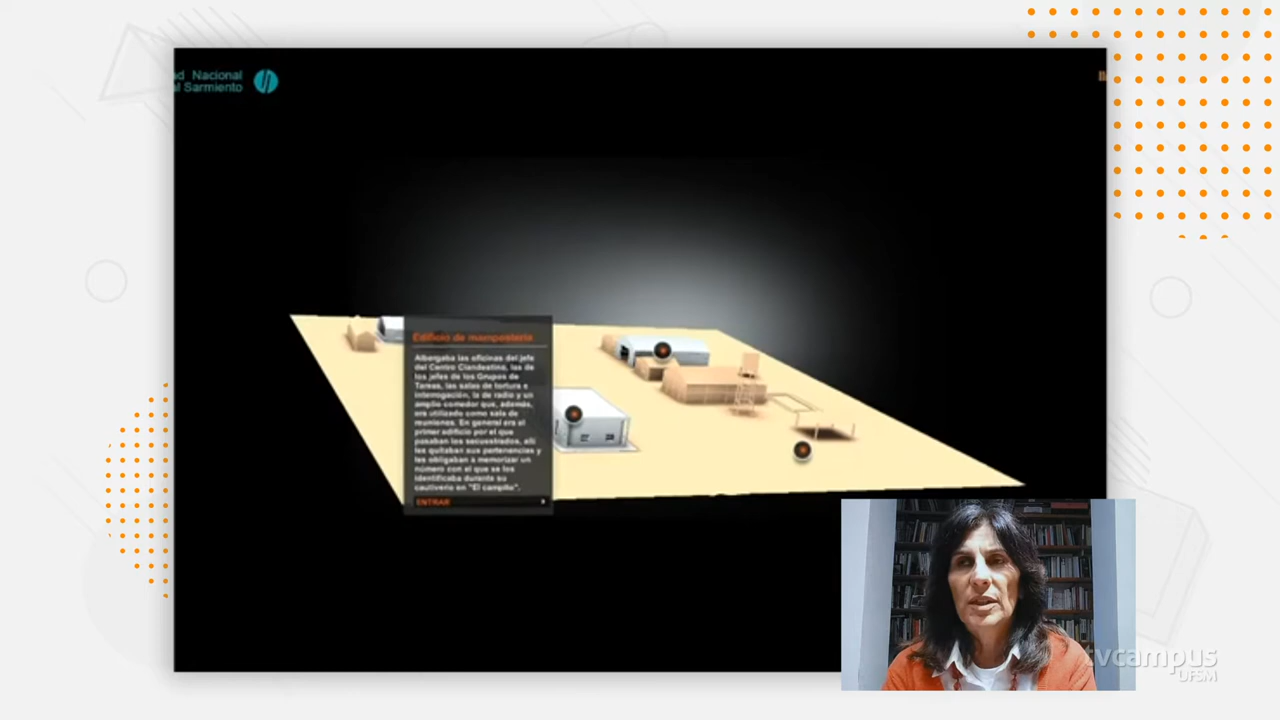 ad Nacional
al Sarmiento
Edificio de mampostería
Albergaba las oficinas del jefe
del Centro Clandestino, las de
los jefes de los Grupos de
Tareas, las salas de tortura e
interrogación, la de radio y un
amplio comedor que, además,
era utilizado como sala de
reuniones. En general era el
primer edificio por el que
pasaban los secuestrados, allí
les quitaban sus pertenencias y
les obligaban a memorizar un
número con el que se los
identificaba durante su
cautiverio en "El campito".
ENTRAR
tvcampus
UFSM